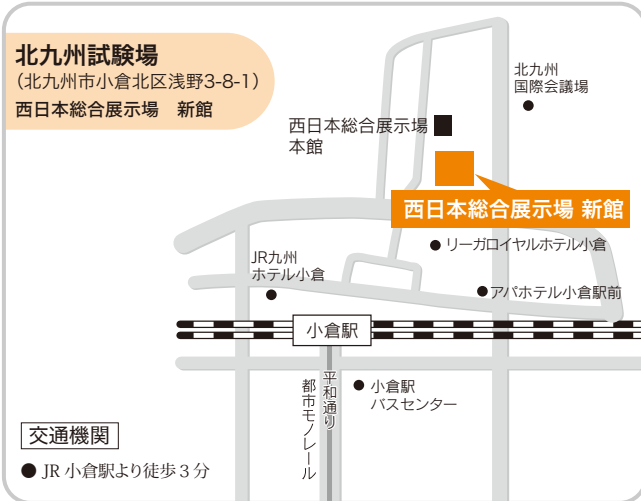 北九州試験場
（北九州市小倉北区浅野3-8-1）
西日本総合展示場　新館
北九州
国際会議場
西日本総合展示場
本館
西日本総合展示場 新館
リーガロイヤルホテル小倉
JR九州
ホテル小倉
アパホテル小倉駅前
小倉駅
平和通り
都市モノレール
小倉駅
バスセンター
交通機関
● JR 小倉駅より徒歩３分